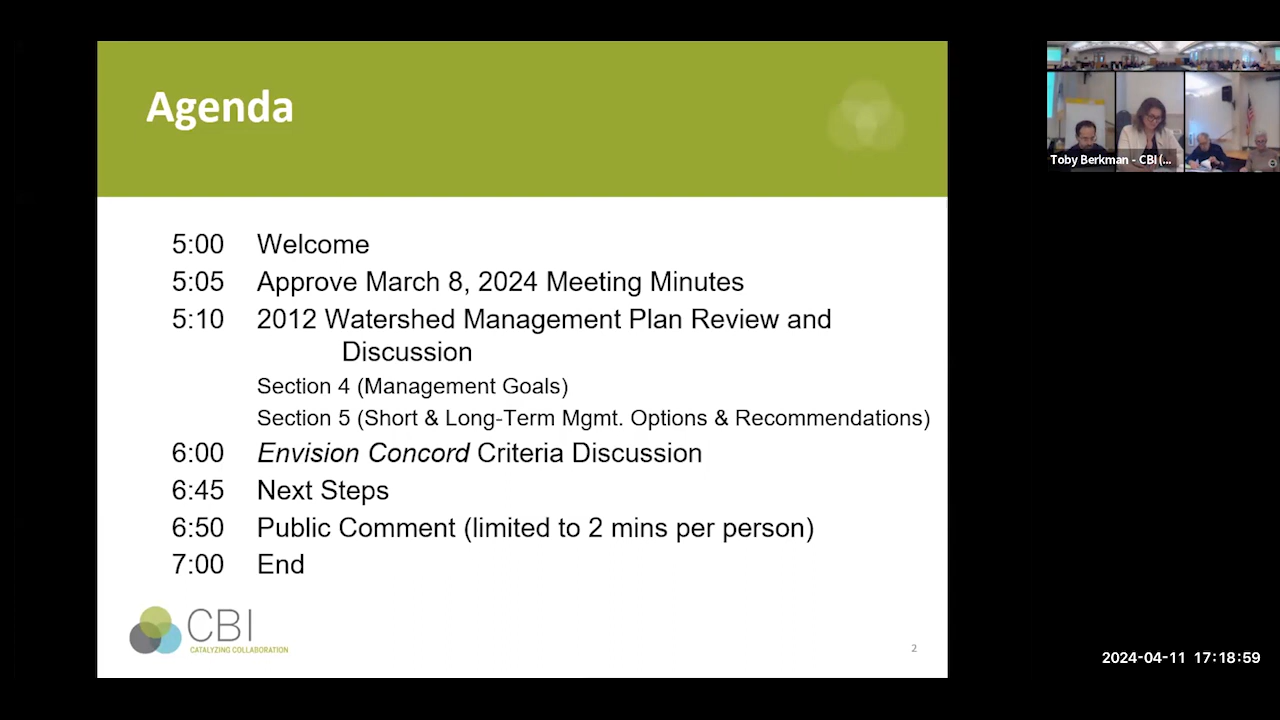 Agenda
5:00 Welcome
5:05 Approve March 8, 2024 Meeting Minutes
5:10 2012 Watershed Management Plan Review and
Discussion
Section 4 (Management Goals)
Section 5 (Short & Long-Term Mgmt. Options & Recommendations)
6:00 Envision Concord Criteria Discussion
6:45 Next Steps
6:50 Public Comment (limited to 2 mins per person)
7:00 End
CBI
CATALYZING COLLABORATION
2
Toby Berkman - CBI (...
2024-04-11 17:18:59